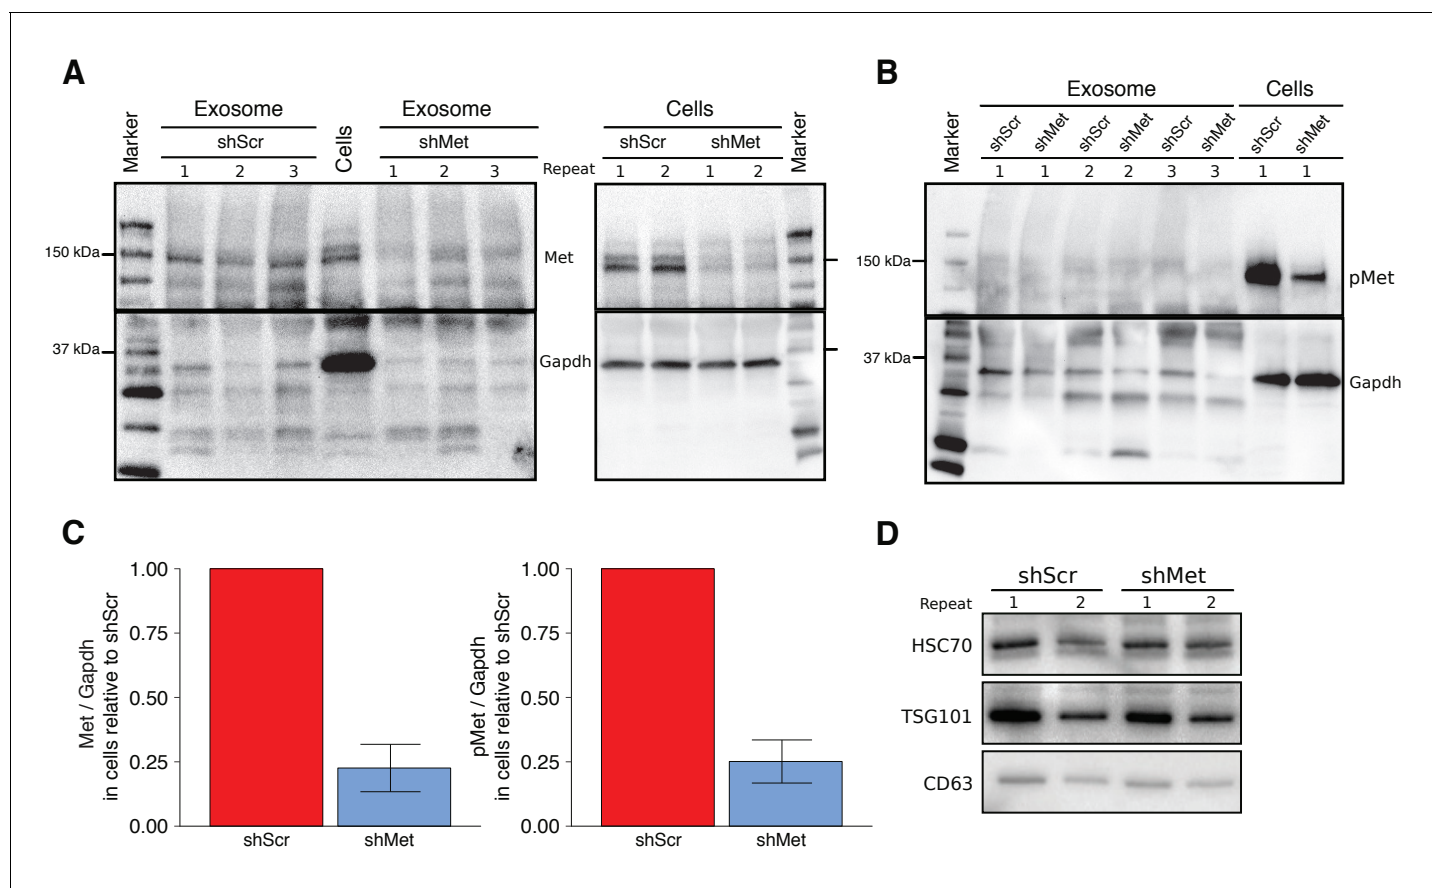 A
Marker
Exosome
shScr
1 2 3
Cells
Exosome
shMet
1 2 3
Repeat
Cells
shScr shMet
1 2 1 2
Marker
150 kDa
Met
37 kDa
Gapdh
B
Marker
Exosome
Cells
shScr shMet shScr shMet shScr shMet shScr shMet
1 1 2 2 3 3 1 1
150 kDa
pMet
37 kDa
Gapdh
C
Met / Gapdh
in cells relative to shScr
1.00
0.75
0.50
0.25
0.00
shScr shMet
pMet / Gapdh
in cells relative to shScr
1.00
0.75
0.50
0.25
0.00
shScr shMet
D
shScr shMet
Repeat 1 2 1 2
HSC70
TSG101
CD63